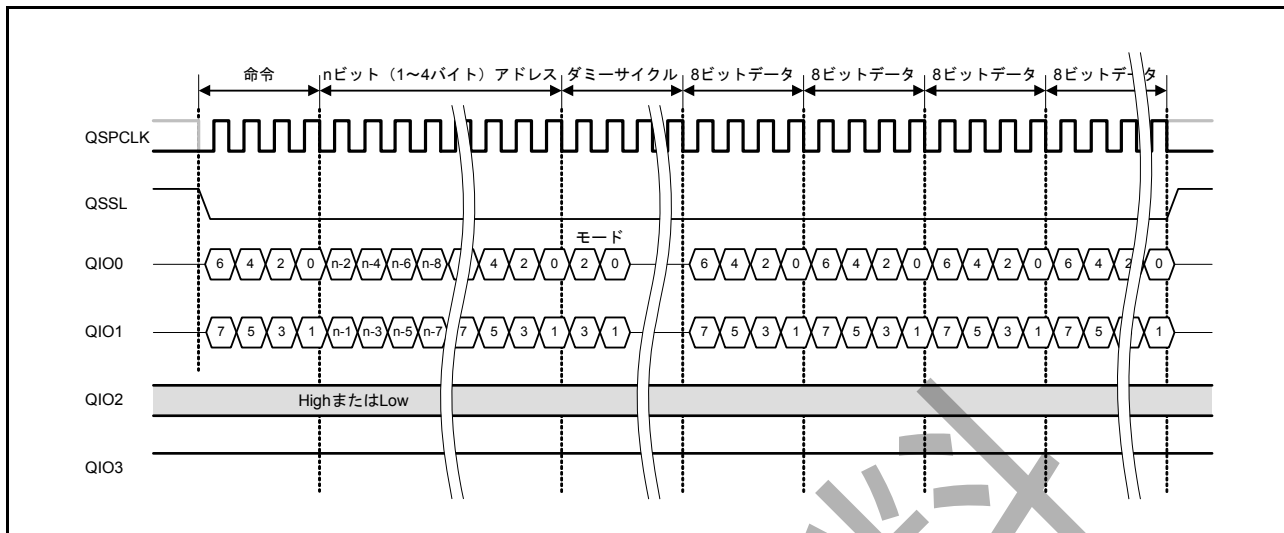 命令 nビット（1～4バイト）アドレス ダミーサイクル 8ビットデータ 8ビットデータ 8ビットデータ 8ビットデータ
QSPCLK
QSSL
モード
QIO0 6 4 2 0 n-2 n-4 n-6 n-8 4 2 0 2 0 6 4 2 0 6 4 2 0 6 4 2 0 6 4 2 0
QIO1 7 5 3 1 n-1 n-3 n-5 n-7 7 5 3 1 3 1 7 5 3 1 7 5 3 1 7 5 3 1 7 5 1
QIO2 HighまたはLow
QIO3